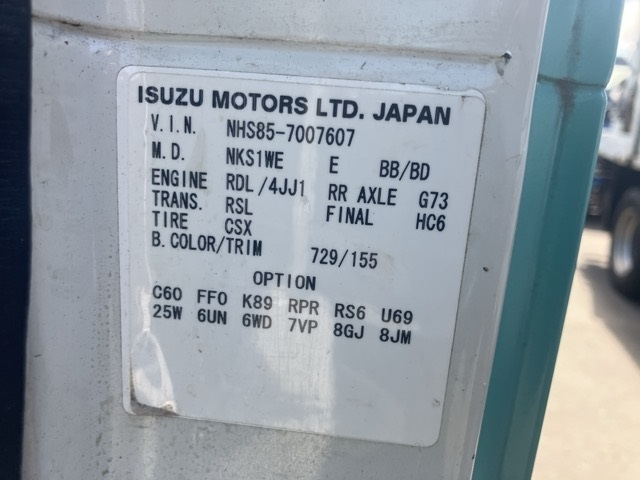 ISUZU MOTORS LTD. JAPAN
V.I.N. NHS85-7007607
M.D. NKS1WE E BB/BD
ENGINE RDL/4JJ1 RR AXLE G73
TRANS. RSL FINAL HC6
TIRE CSX
B.COLOR/TRIM 729/155
OPTION
C60 FF0 K89 RPR RS6 U69
25W 6UN 6WD 7VP 8GJ 8JM